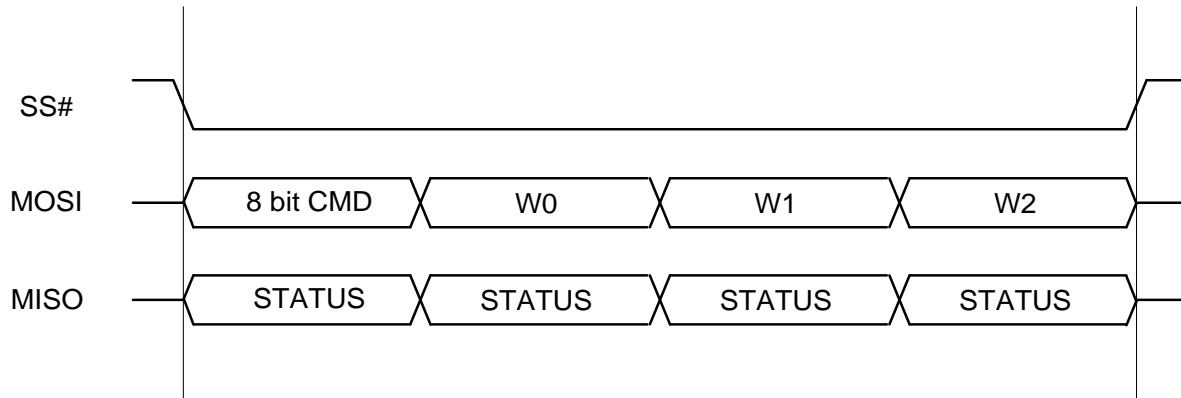 SS#
MOSI 8 bit CMD W0 W1 W2
MISO STATUS STATUS STATUS STATUS